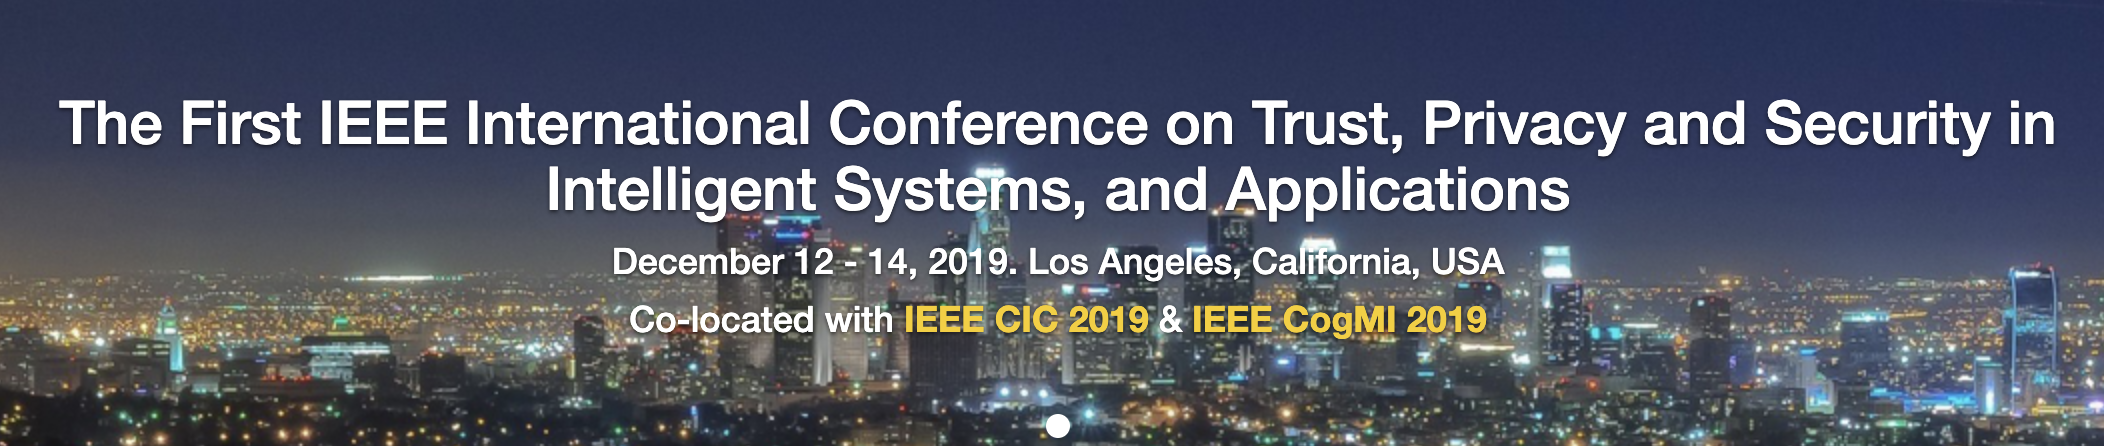 The First IEEE International Conference on Trust, Privacy and Security in
Intelligent Systems, and Applications
December 12 - 14, 2019. Los Angeles, California, USA
Co-located with IEEE CIC 2019 & IEEE CogMI 2019